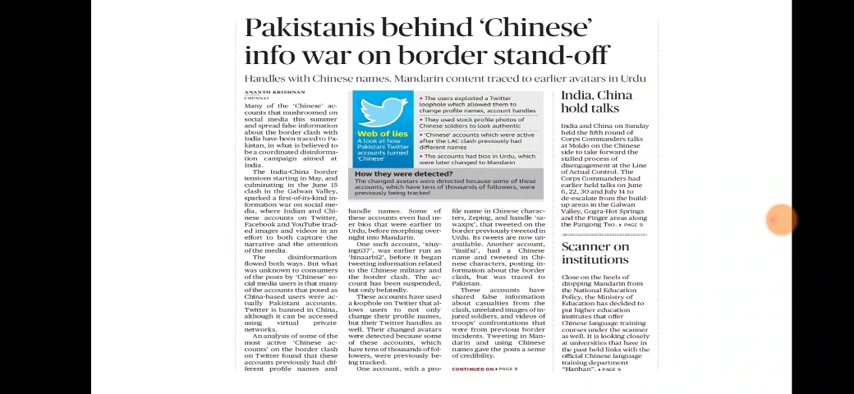 Pakistanis behind ‘Chinese’
info war on border stand-off
Handles with Chinese names, Mandarin content traced to earlier avatars in Urdu
ANANTH KRISHNAN
CHENNAI
Many of the ‘Chinese’ ac-
counts that mushroomed on
social media this summer
and spread false information
about the border clash with
India have been traced to Pa-
kistan, in what is believed to
be a coordinated disinforma-
tion campaign aimed at
India.
The India-China border
tensions starting in May, and
culminating in the June 15
clash in the Galwan Valley,
sparked a first-of-its-kind in-
formation war on social me-
dia, where Indian and Chi-
nese accounts on Twitter,
Facebook and YouTube trad-
ed images and videos in an
effort to both capture the
narrative and the attention
of the media.
The disinformation
flowed both ways. But what
was unknown to consumers
of the posts by ‘Chinese’ so-
cial media users is that many
of the accounts that posed as
China-based users were ac-
tually Pakistani accounts.
Twitter is banned in China,
although it can be accessed
using virtual private
networks.
An analysis of some of the
most active ‘Chinese ac-
counts’ on the border clash
on Twitter found that these
accounts previously had dif-
ferent profile names and
Web of lies
A look at how
Pakistani Twitter
accounts turned
‘Chinese’
• The users exploited a Twitter
loophole which allowed them to
change profile names, account handles
• They used stock profile photos of
Chinese soldiers to look authentic
• ‘Chinese’ accounts which were active
after the LAC clash previously had
different names
• The accounts had bios in Urdu, which
were later changed to Mandarin
How they were detected?
The changed avatars were detected because some of these
accounts, which have tens of thousands of followers, were
previously being tracked
handle names. Some of
these accounts even had us-
er bios that were earlier in
Urdu, before morphing over-
night into Mandarin.
One such account, ‘xiuy-
ing637’, was earlier run as
‘hinaarbi2’, before it began
tweeting information related
to the Chinese military and
the border clash. The ac-
count has been suspended,
but only belatedly.
These accounts have used
a loophole on Twitter that al-
lows users to not only
change their profile names,
but their Twitter handles as
well. Their changed avatars
were detected because some
of these accounts, which
have tens of thousands of fol-
lowers, were previously be-
ing tracked.
One account, with a pro-
file name in Chinese charac-
ters, Zeping, and handle ‘sa-
waxpx’, that tweeted on the
border was previously traced
to Urdu. Its tweets are now un-
available. Another account,
‘Yasifxi’, had a Chinese
name and tweeted in Chi-
nese characters, posting in-
formation about the border
clash, but was traced to
Pakistan.
These accounts have
shared false information
about casualties from the
clash, unrelated images of in-
jured soldiers, and videos of
troops’ confrontations that
were from previous border
incidents. Tweeting in Man-
darin and using Chinese
names gave the posts a sense
of credibility.
CONTINUED ON ▸ PAGE 8
India, China
hold talks
India and China on Sunday
held the fifth round of
Corps Commanders talks
at Moldo on the Chinese
side to take forward the
stalled process of
disengagement at the Line
of Actual Control. The
Corps Commanders had
earlier held talks on June
6, 22, 30 and July 14 to
de-escalate from the build-
up areas in the Galwan
Valley, Gogra-Hot Springs
and the Finger areas along
the Pangong Tso. ▸ PAGE 9
Scanner on
institutions
Close on the heels of
dropping Mandarin from
the National Education
Policy, the Ministry of
Education has decided to
put higher education
institutes that offer
Chinese language
training courses under the scanner
as well. It is looking closely
at universities that have in
the past held links with the
official Chinese language
training department
“Hanban”. ▸ PAGE 9